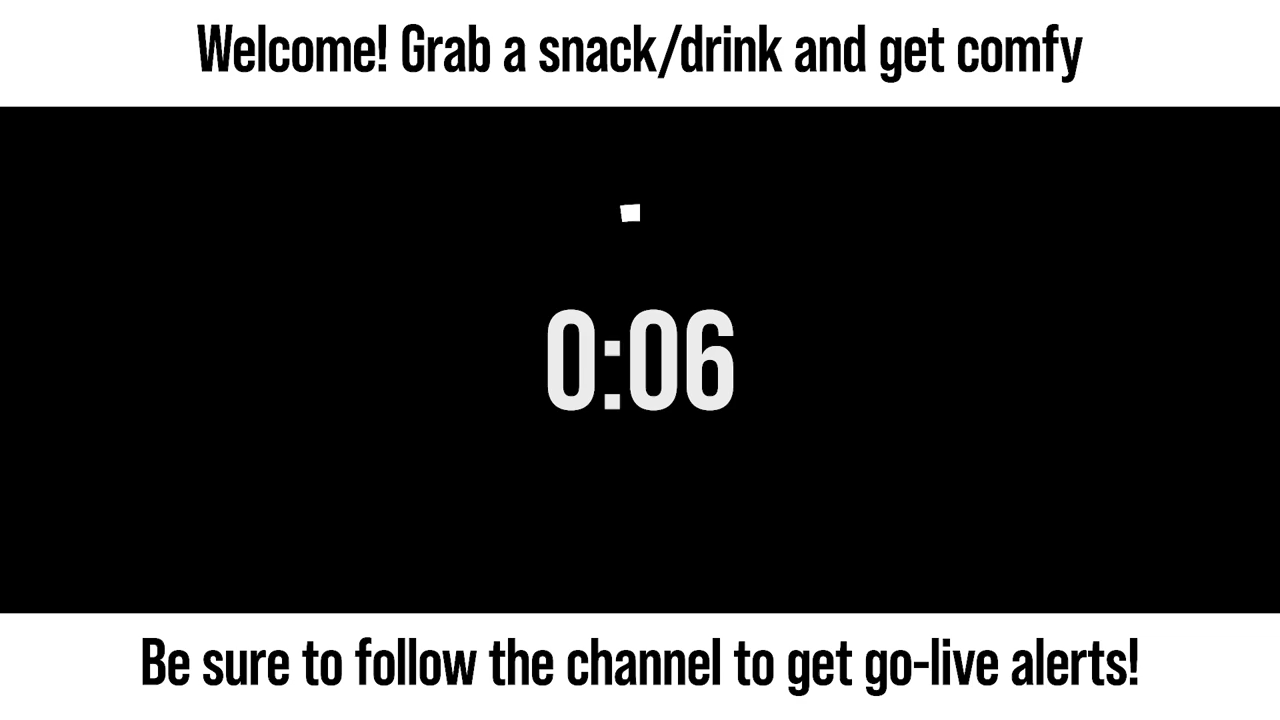 Welcome! Grab a snack/drink and get comfy
0:06
Be sure to follow the channel to get go-live alerts!